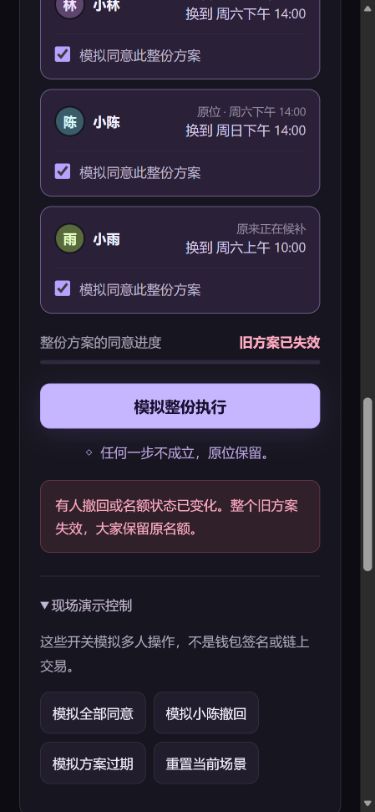 林 小林
换到 周六下午 14:00
模拟同意此整份方案
陈 小陈
原位 · 周六下午 14:00
换到 周日下午 14:00
模拟同意此整份方案
雨 小雨
原来正在候补
换到 周六上午 10:00
模拟同意此整份方案
整份方案的同意进度 旧方案已失效
模拟整份执行
任何一步不成立，原位保留。
有人撤回或名额状态已变化。整个旧方案
失效，大家保留原名额。
▼现场演示控制
这些开关模拟多人操作，不是钱包签名或链上
交易。
模拟全部同意 模拟小陈撤回
模拟方案过期 重置当前场景